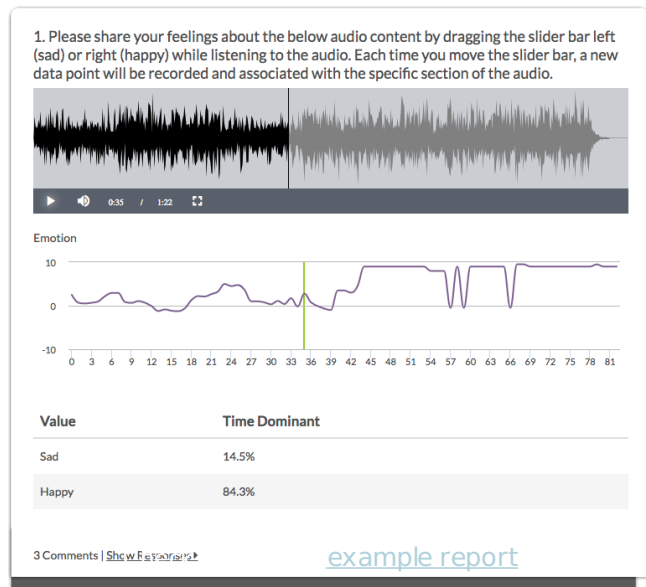 1. Please share your feelings about the below audio content by dragging the slider bar left
(sad) or right (happy) while listening to the audio. Each time you move the slider bar, a new
data point will be recorded and associated with the specific section of the audio.
0:35 / 1:22
Emotion
10
0
-10
0 3 6 9 12 15 18 21 24 27 30 33 36 39 42 45 48 51 54 57 60 63 66 69 72 75 78 81
Value Time Dominant
Sad 14.5%
Happy 84.3%
3 Comments | Show Responses example report